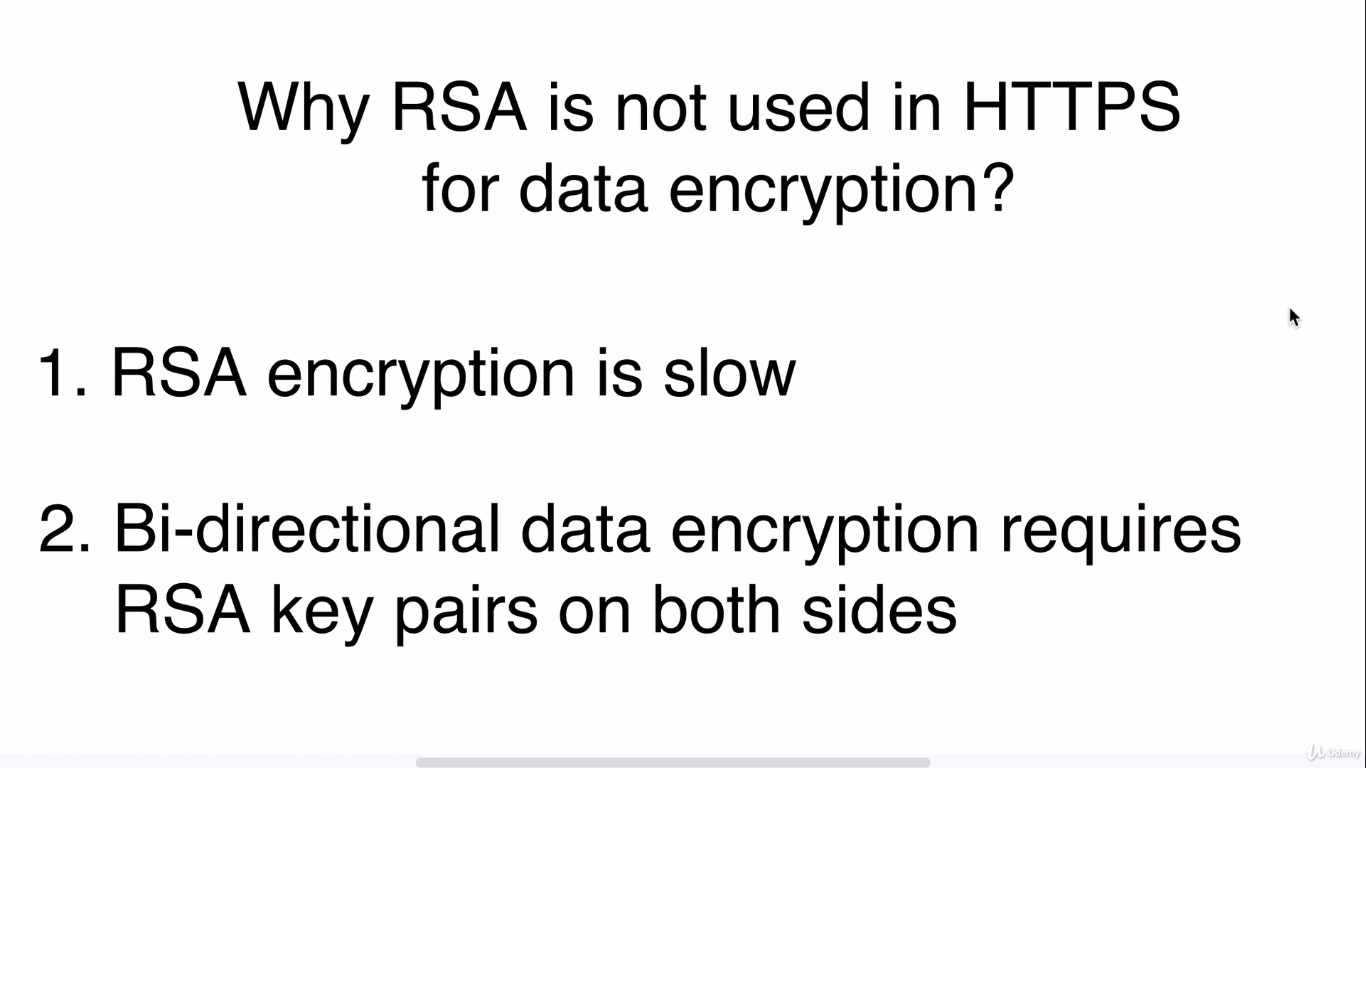 Why RSA is not used in HTTPS
for data encryption?
1. RSA encryption is slow
2. Bi-directional data encryption requires
RSA key pairs on both sides
Udemy